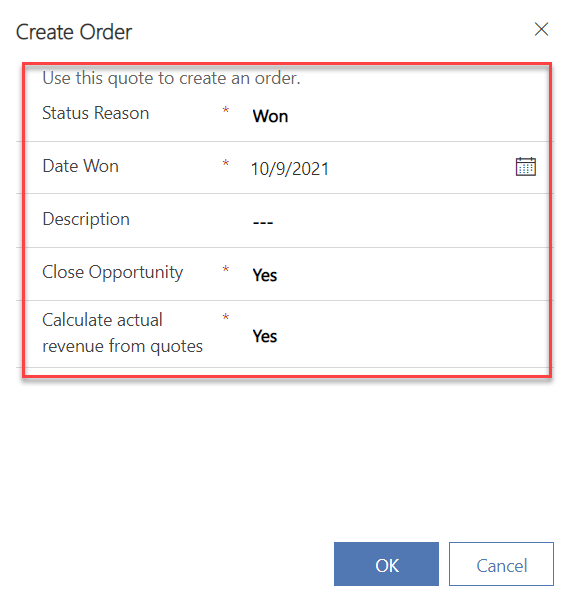 Create Order
Use this quote to create an order.
Status Reason * Won
Date Won * 10/9/2021
Description ---
Close Opportunity * Yes
Calculate actual
revenue from quotes * Yes
OK Cancel